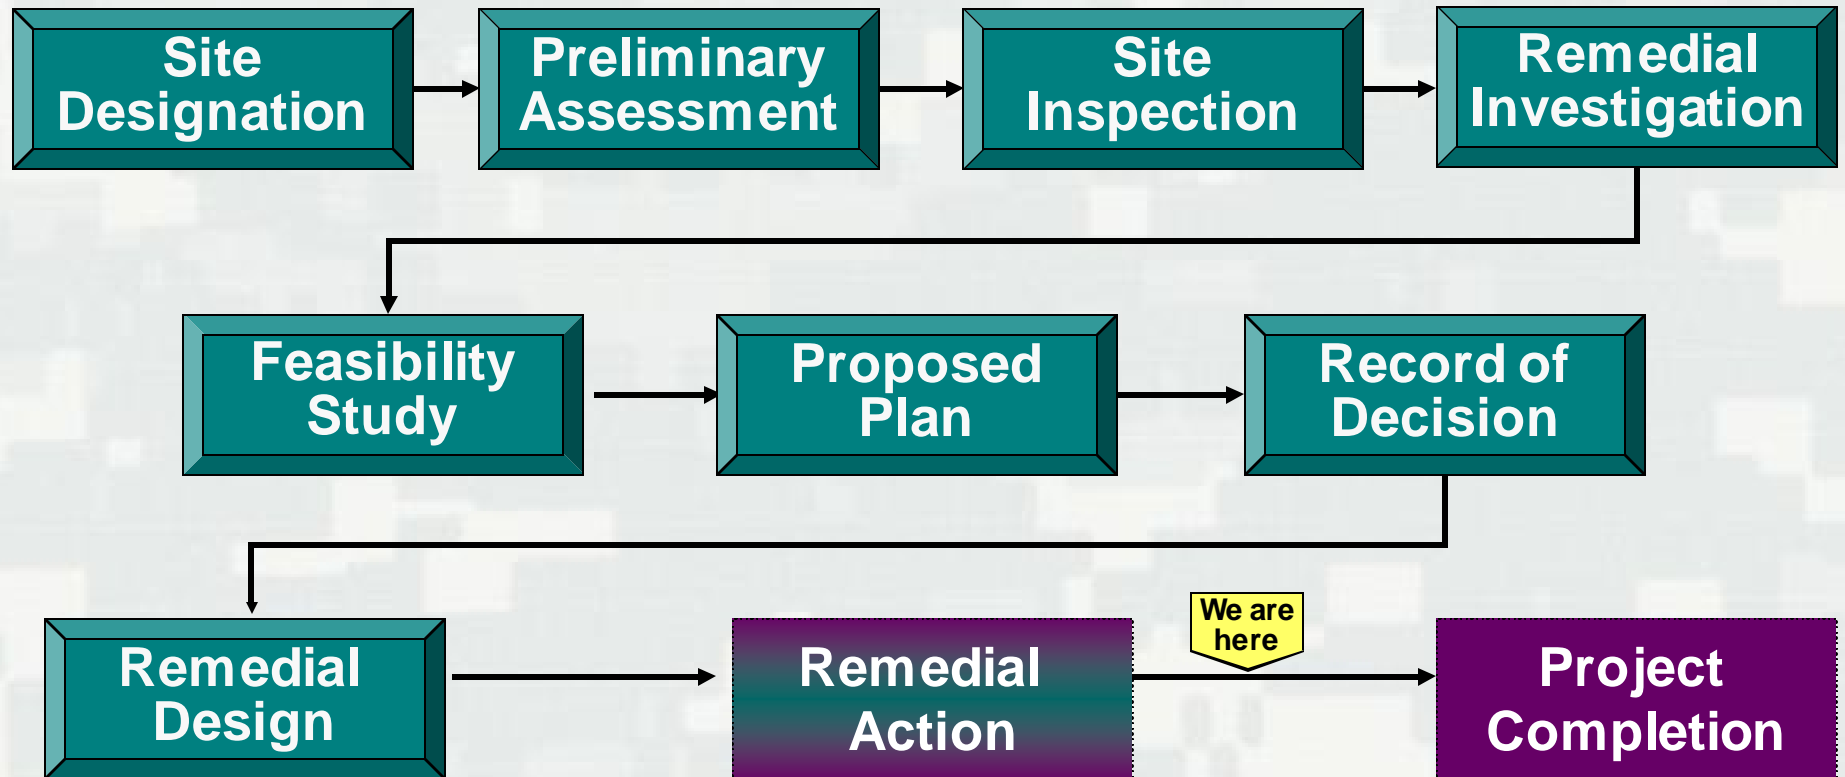 Site
Designation
Preliminary
Assessment
Site
Inspection
Remedial
Investigation
Feasibility
Study
Proposed
Plan
Record of
Decision
Remedial
Design
Remedial
Action
We are
here
Project
Completion